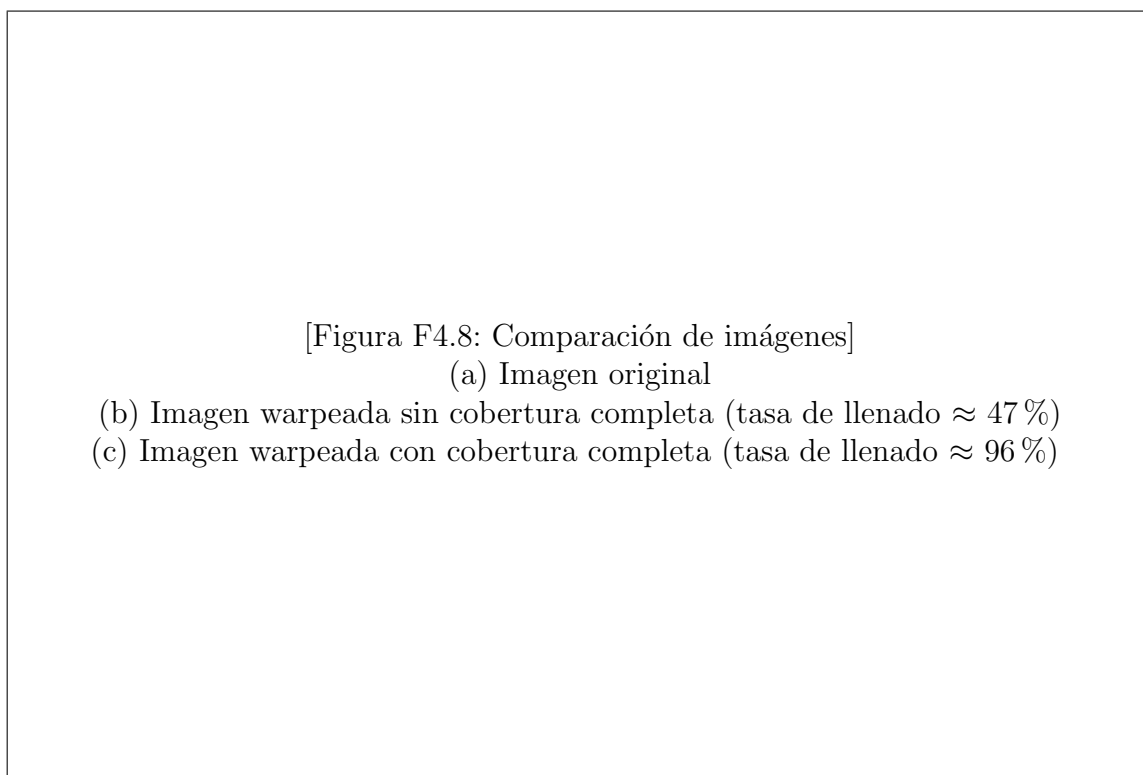 [Figura F4.8: Comparación de imágenes]
(a) Imagen original
(b) Imagen warpeada sin cobertura completa (tasa de llenado ≈ 47 %)
(c) Imagen warpeada con cobertura completa (tasa de llenado ≈ 96 %)